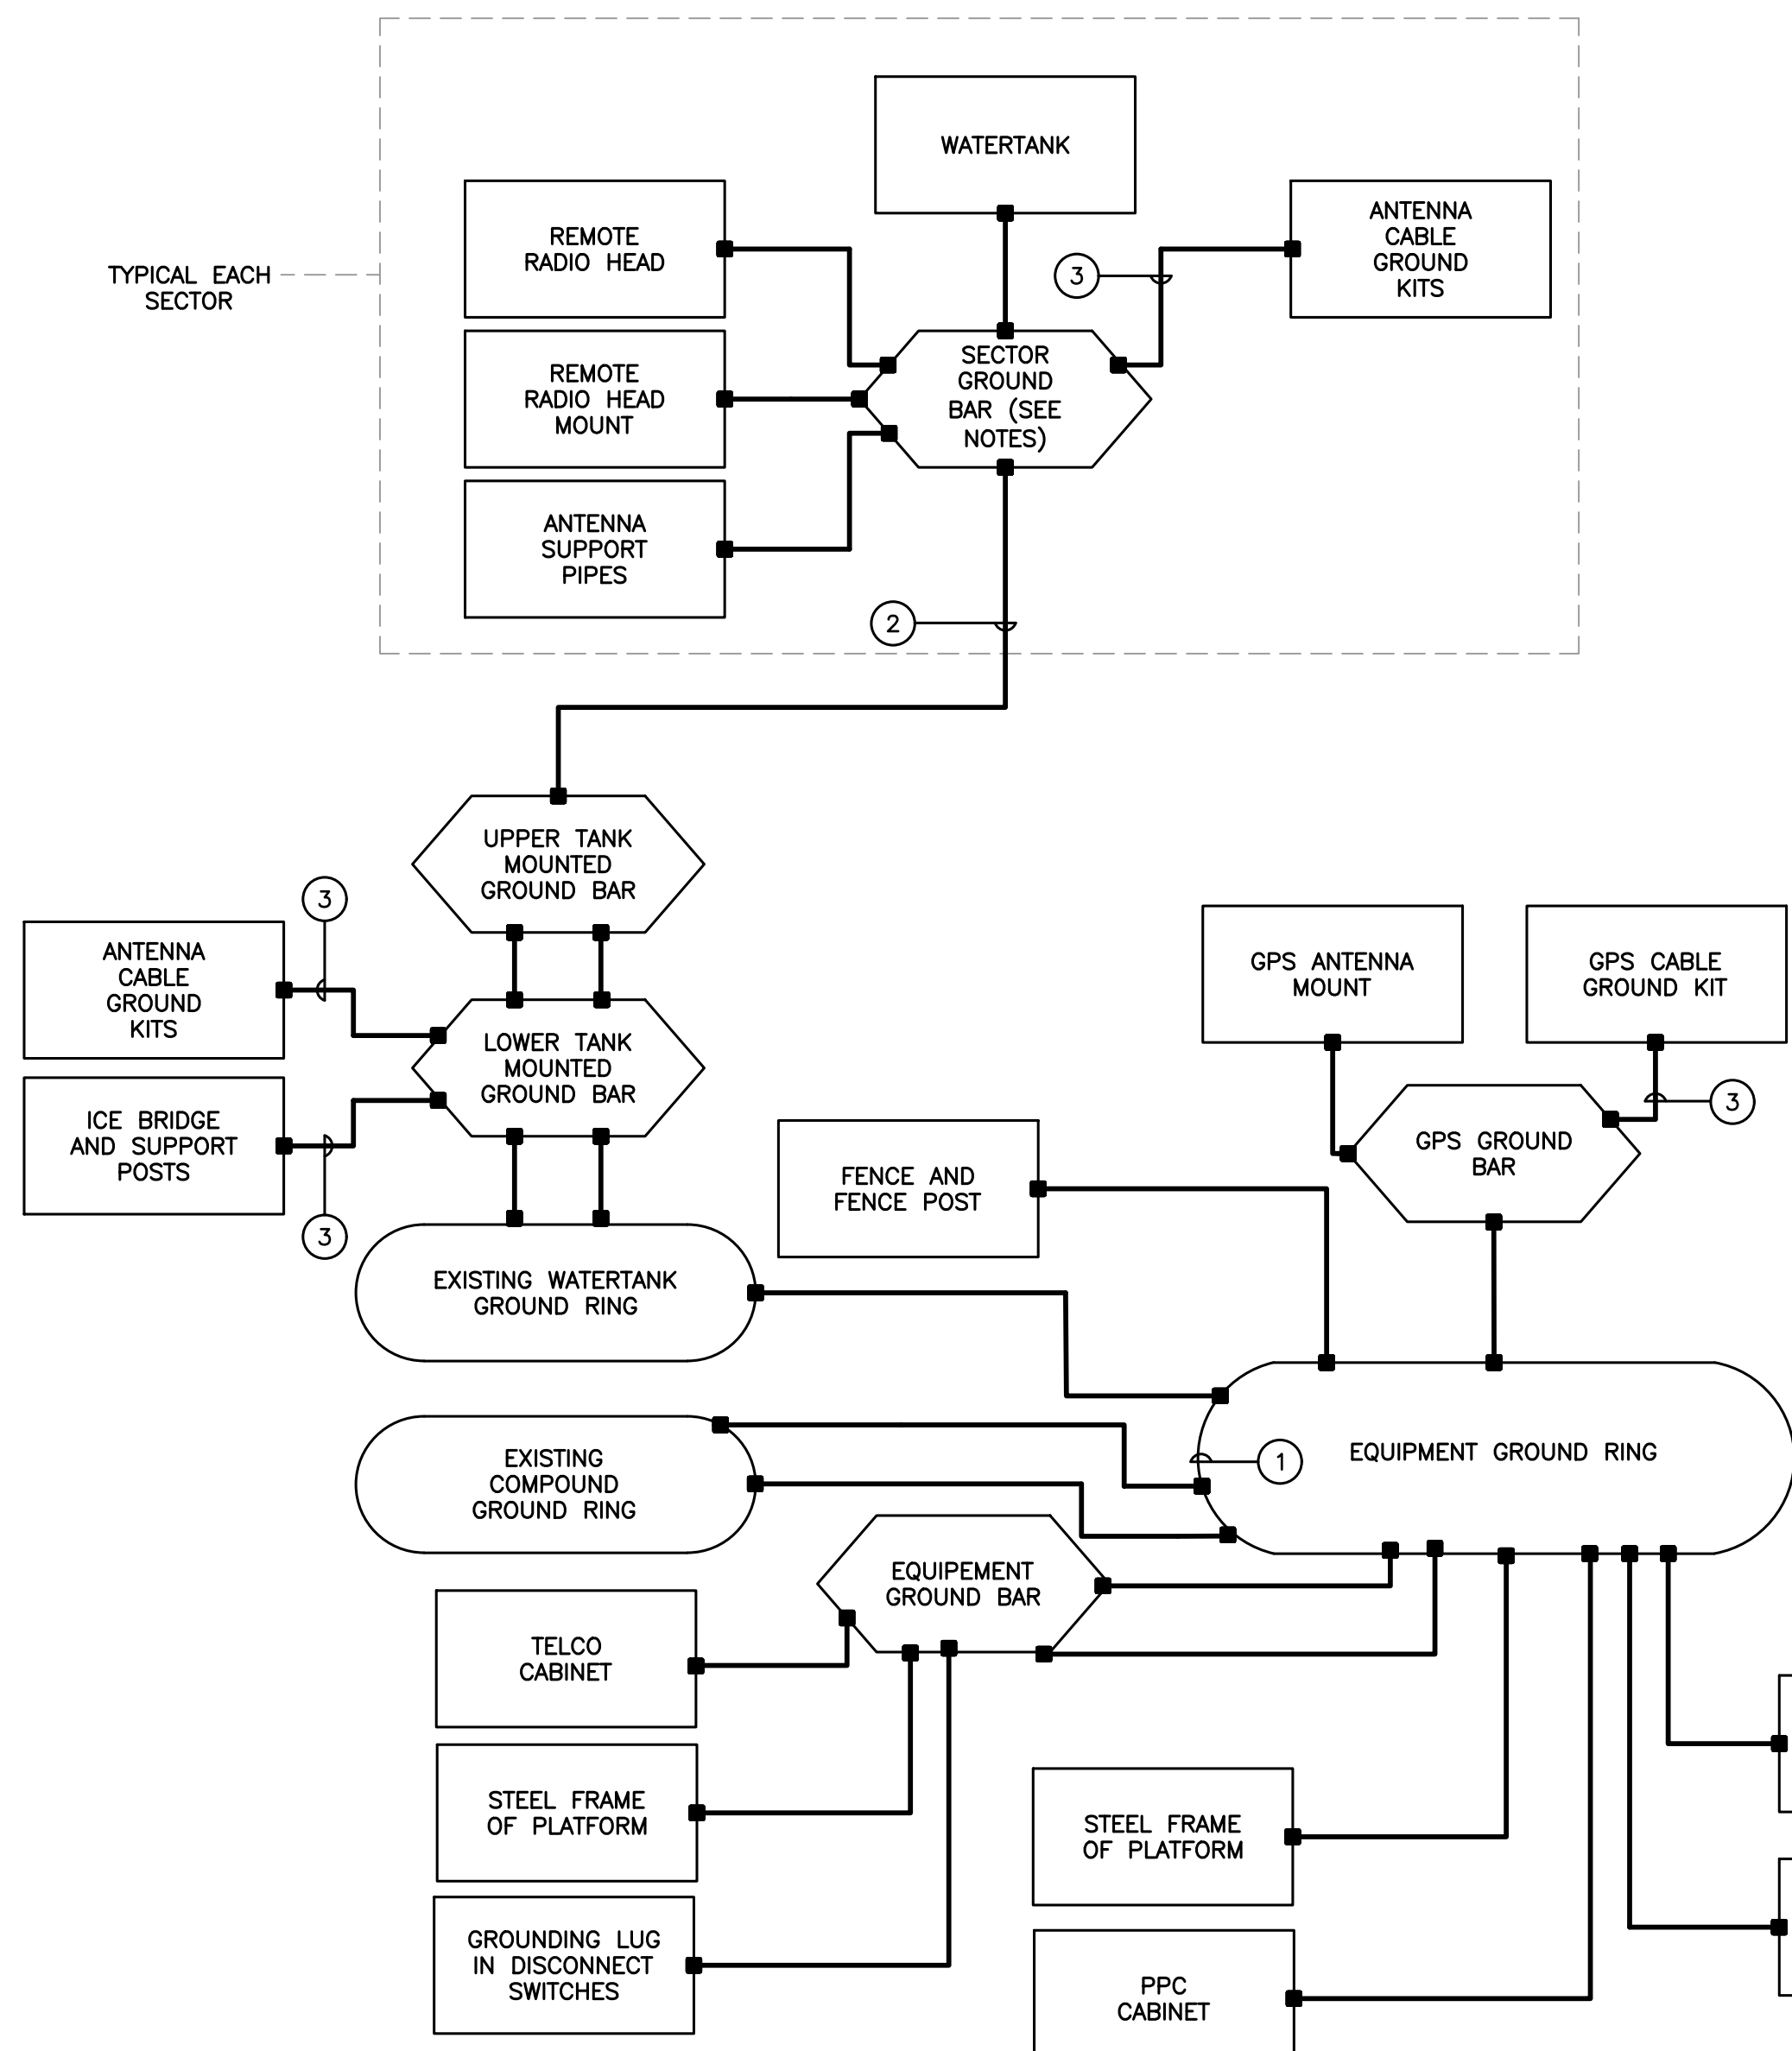 WATERTANK
REMOTE
RADIO HEAD
ANTENNA
CABLE
GROUND
KITS
3
TYPICAL EACH
SECTOR
REMOTE
RADIO HEAD
MOUNT
SECTOR
GROUND
BAR (SEE
NOTES)
ANTENNA
SUPPORT
PIPES
2
UPPER TANK
MOUNTED
GROUND BAR
3
ANTENNA
CABLE
GROUND
KITS
LOWER TANK
MOUNTED
GROUND BAR
ICE BRIDGE
AND SUPPORT
POSTS
3
GPS ANTENNA
MOUNT
GPS CABLE
GROUND KIT
3
GPS GROUND
BAR
FENCE AND
FENCE POST
EXISTING WATERTANK
GROUND RING
EXISTING
COMPOUND
GROUND RING
1
EQUIPMENT GROUND RING
EQUIPEMENT
GROUND BAR
TELCO
CABINET
STEEL FRAME
OF PLATFORM
GROUNDING LUG
IN DISCONNECT
SWITCHES
STEEL FRAME
OF PLATFORM
PPC
CABINET